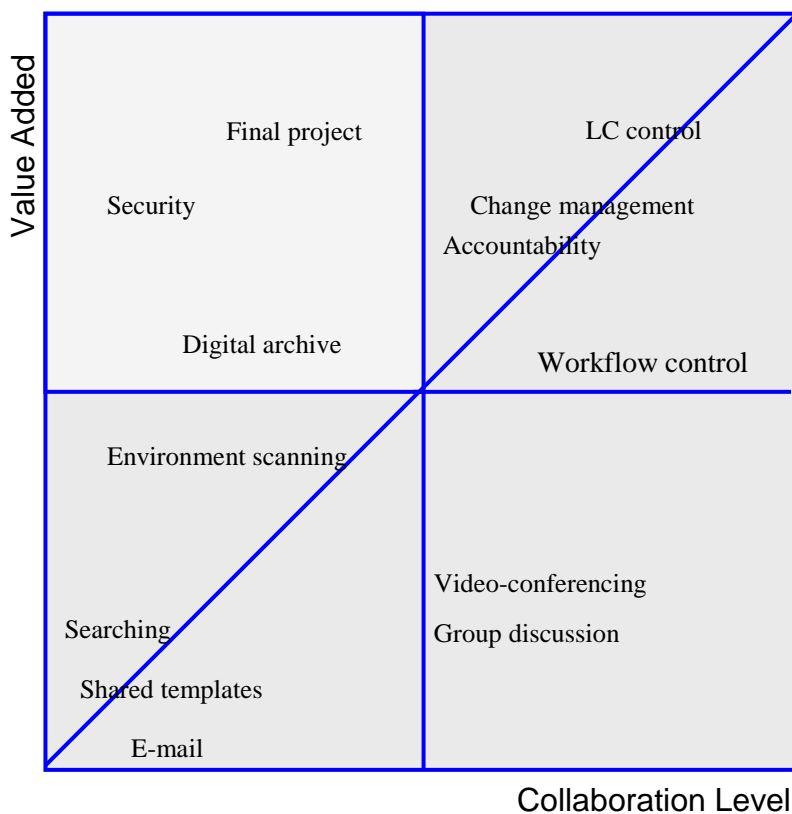 Value Added
Final project
LC control
Security
Change management
Accountability
Digital archive
Workflow control
Environment scanning
Video-conferencing
Searching
Group discussion
Shared templates
E-mail
Collaboration Level